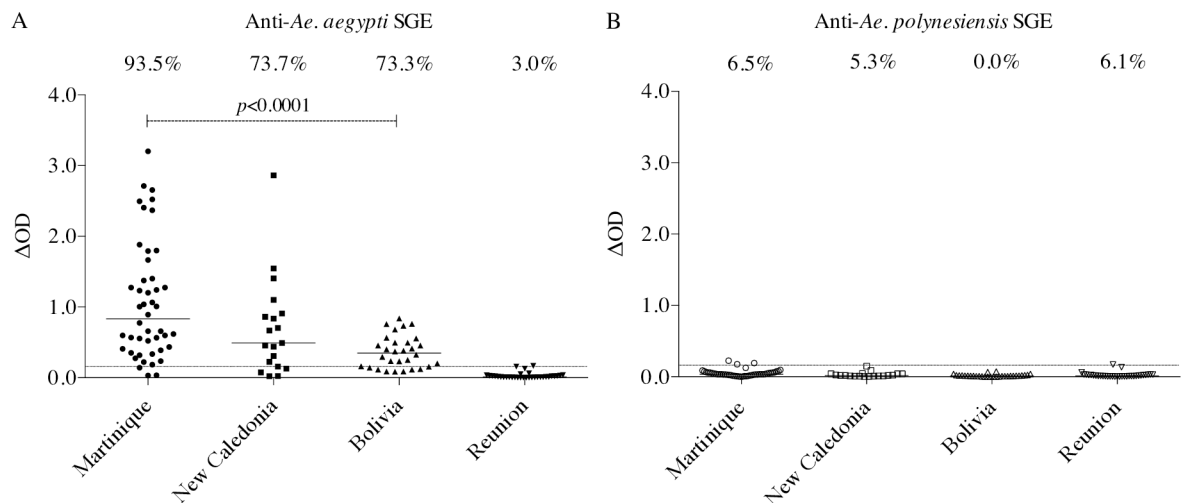 A
Anti-Ae. aegypti SGE
93.5% 73.7% 73.3% 3.0%
p<0.0001
4.0
3.0
2.0
1.0
0.0
ΔOD
Martinique
New Caledonia
Bolivia
Reunion
B
Anti-Ae. polynesiensis SGE
6.5% 5.3% 0.0% 6.1%
4.0
3.0
2.0
1.0
0.0
ΔOD
Martinique
New Caledonia
Bolivia
Reunion